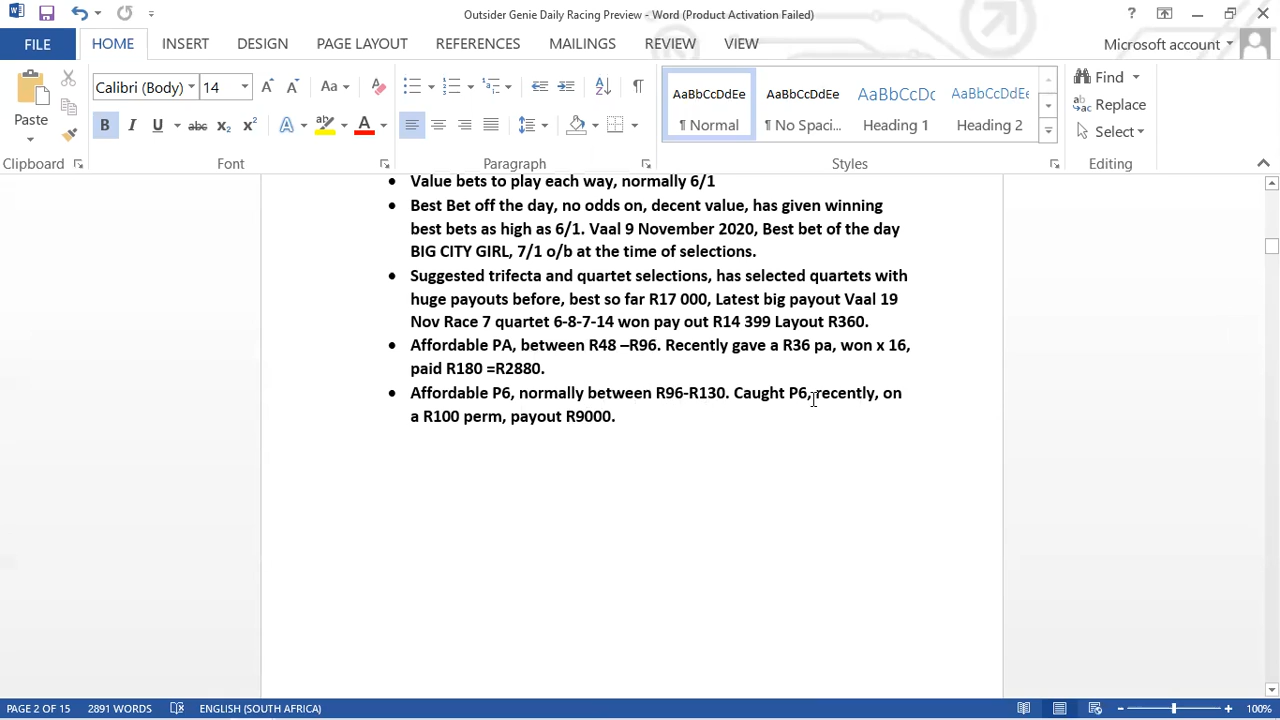 Outsider Genie Daily Racing Preview - Word (Product Activation Failed)
FILE HOME INSERT DESIGN PAGE LAYOUT REFERENCES MAILINGS REVIEW VIEW Microsoft account
Calibri (Body) 14 Aa AaBbCcDdEe AaBbCcDdEe AaBbCcDc AaBbCcDdEe Find
Replace
Paste B I U abc X₂ X² A A ¶ Normal ¶ No Spaci... Heading 1 Heading 2 Select
Clipboard Font Paragraph Styles Editing
• Value bets to play each way, normally 6/1
• Best Bet off the day, no odds on, decent value, has given winning
best bets as high as 6/1. Vaal 9 November 2020, Best bet of the day
BIG CITY GIRL, 7/1 o/b at the time of selections.
• Suggested trifecta and quartet selections, has selected quartets with
huge payouts before, best so far R17 000, Latest big payout Vaal 19
Nov Race 7 quartet 6-8-7-14 won pay out R14 399 Layout R360.
• Affordable PA, between R48 –R96. Recently gave a R36 pa, won x 16,
paid R180 =R2880.
• Affordable P6, normally between R96-R130. Caught P6, recently, on
a R100 perm, payout R9000.
PAGE 2 OF 15 2891 WORDS ENGLISH (SOUTH AFRICA) 100%